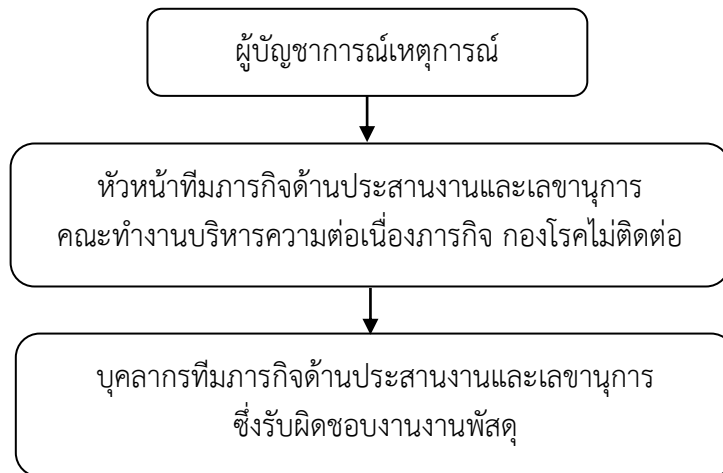 ผู้บัญชาการณ์เหตุการณ์
หัวหน้าทีมภารกิจด้านประสานงานและเลขานุการ
คณะทำงานบริหารความต่อเนื่องภารกิจ กองโรคไม่ติดต่อ
บุคลากรทีมภารกิจด้านประสานงานและเลขานุการ
ซึ่งรับผิดชอบงานงานพัสดุ